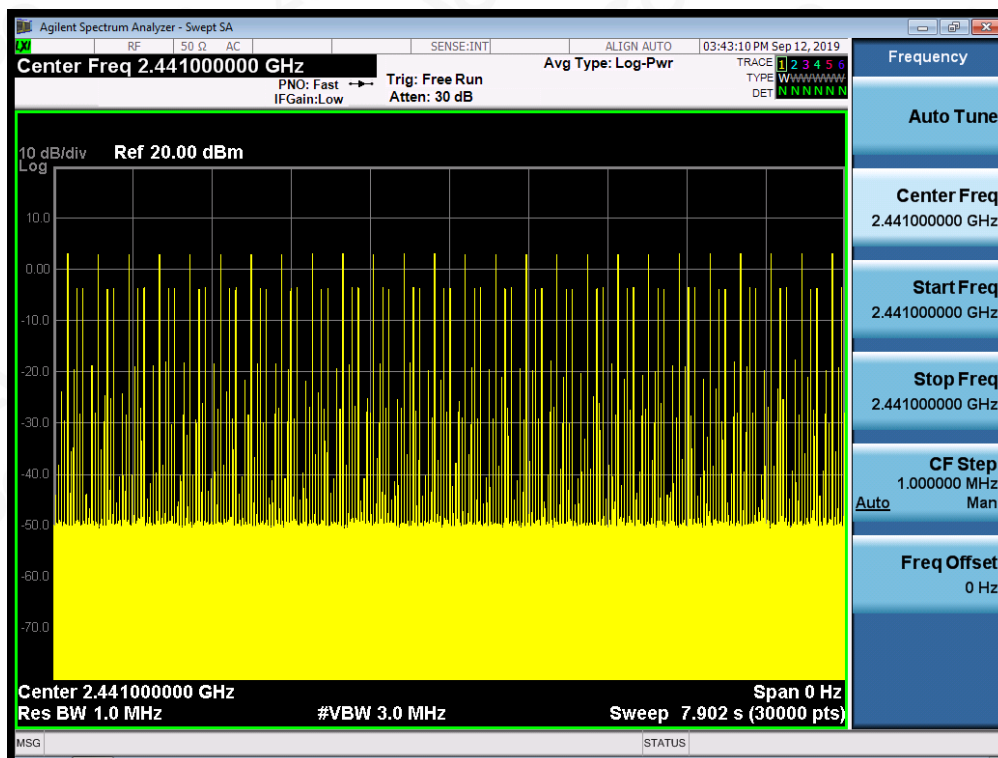 Agilent Spectrum Analyzer - Swept SA
LXI RF 50 Ω AC SENSE:INT ALIGN AUTO 03:43:10 PM Sep 12, 2019
Center Freq 2.441000000 GHz
PNO: Fast
IFGain:Low
Trig: Free Run
Atten: 30 dB
Avg Type: Log-Pwr
TRACE 1 2 3 4 5 6
TYPE WWWWWW
DET N N N N N N
10 dB/div Ref 20.00 dBm
Log
10.0
0.00
-10.0
-20.0
-30.0
-40.0
-50.0
-60.0
-70.0
Center 2.441000000 GHz Span 0 Hz
Res BW 1.0 MHz #VBW 3.0 MHz Sweep 7.902 s (30000 pts)
MSG STATUS
Frequency
Auto Tune
Center Freq
2.441000000 GHz
Start Freq
2.441000000 GHz
Stop Freq
2.441000000 GHz
CF Step
1.000000 MHz
Auto Man
Freq Offset
0 Hz